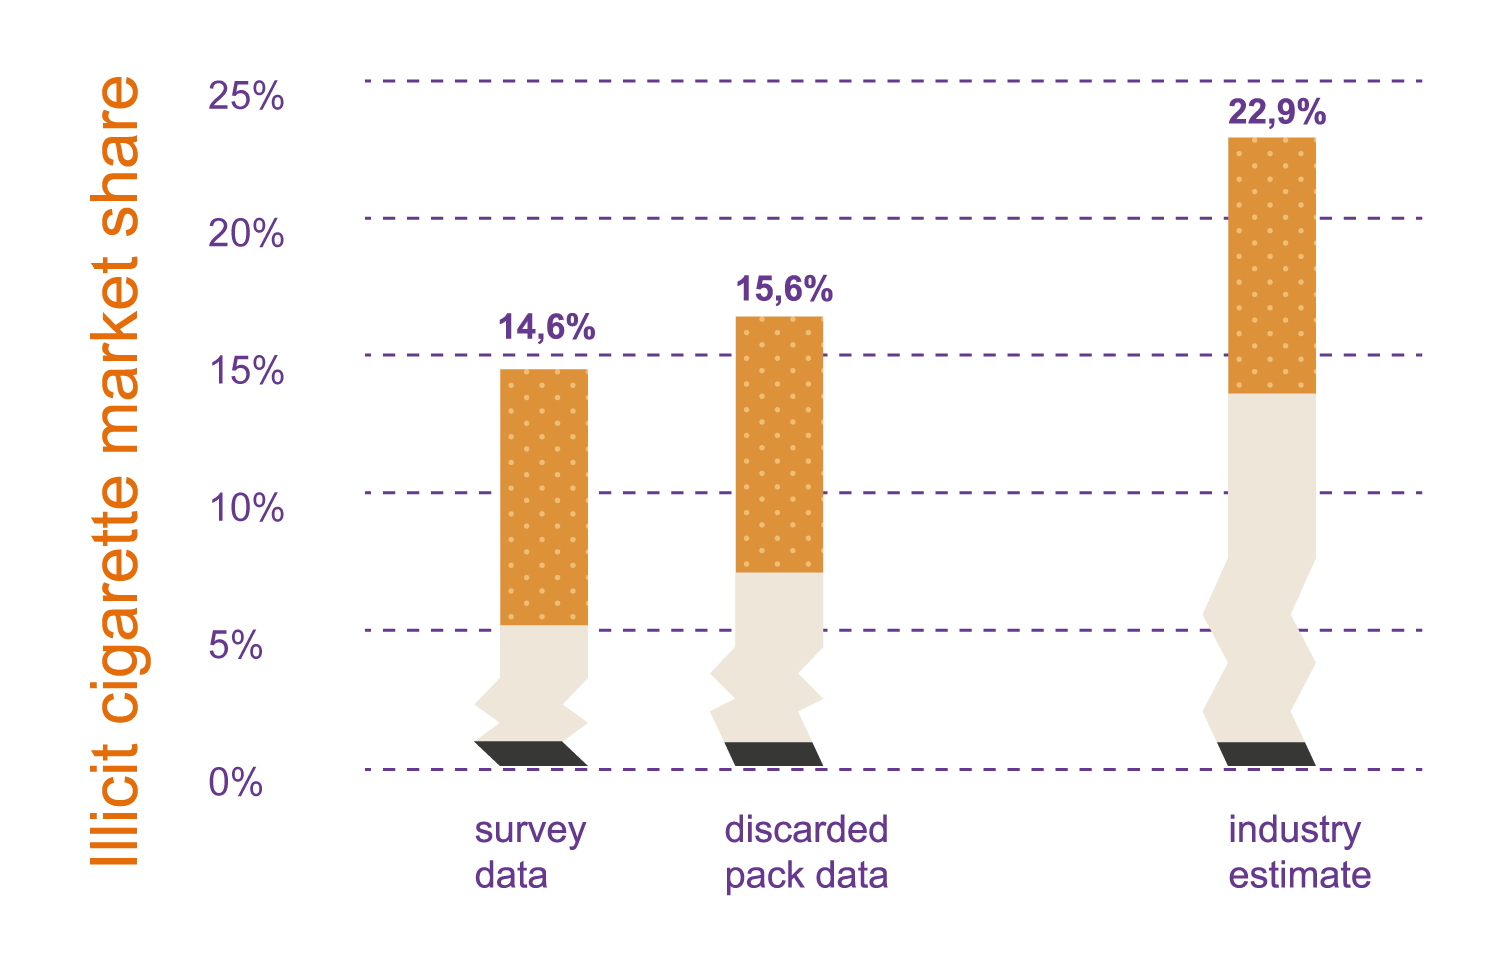 Illicit cigarette market share
25%
20%
15%
10%
5%
0%
14,6%
15,6%
22,9%
survey
data
discarded
pack data
industry
estimate